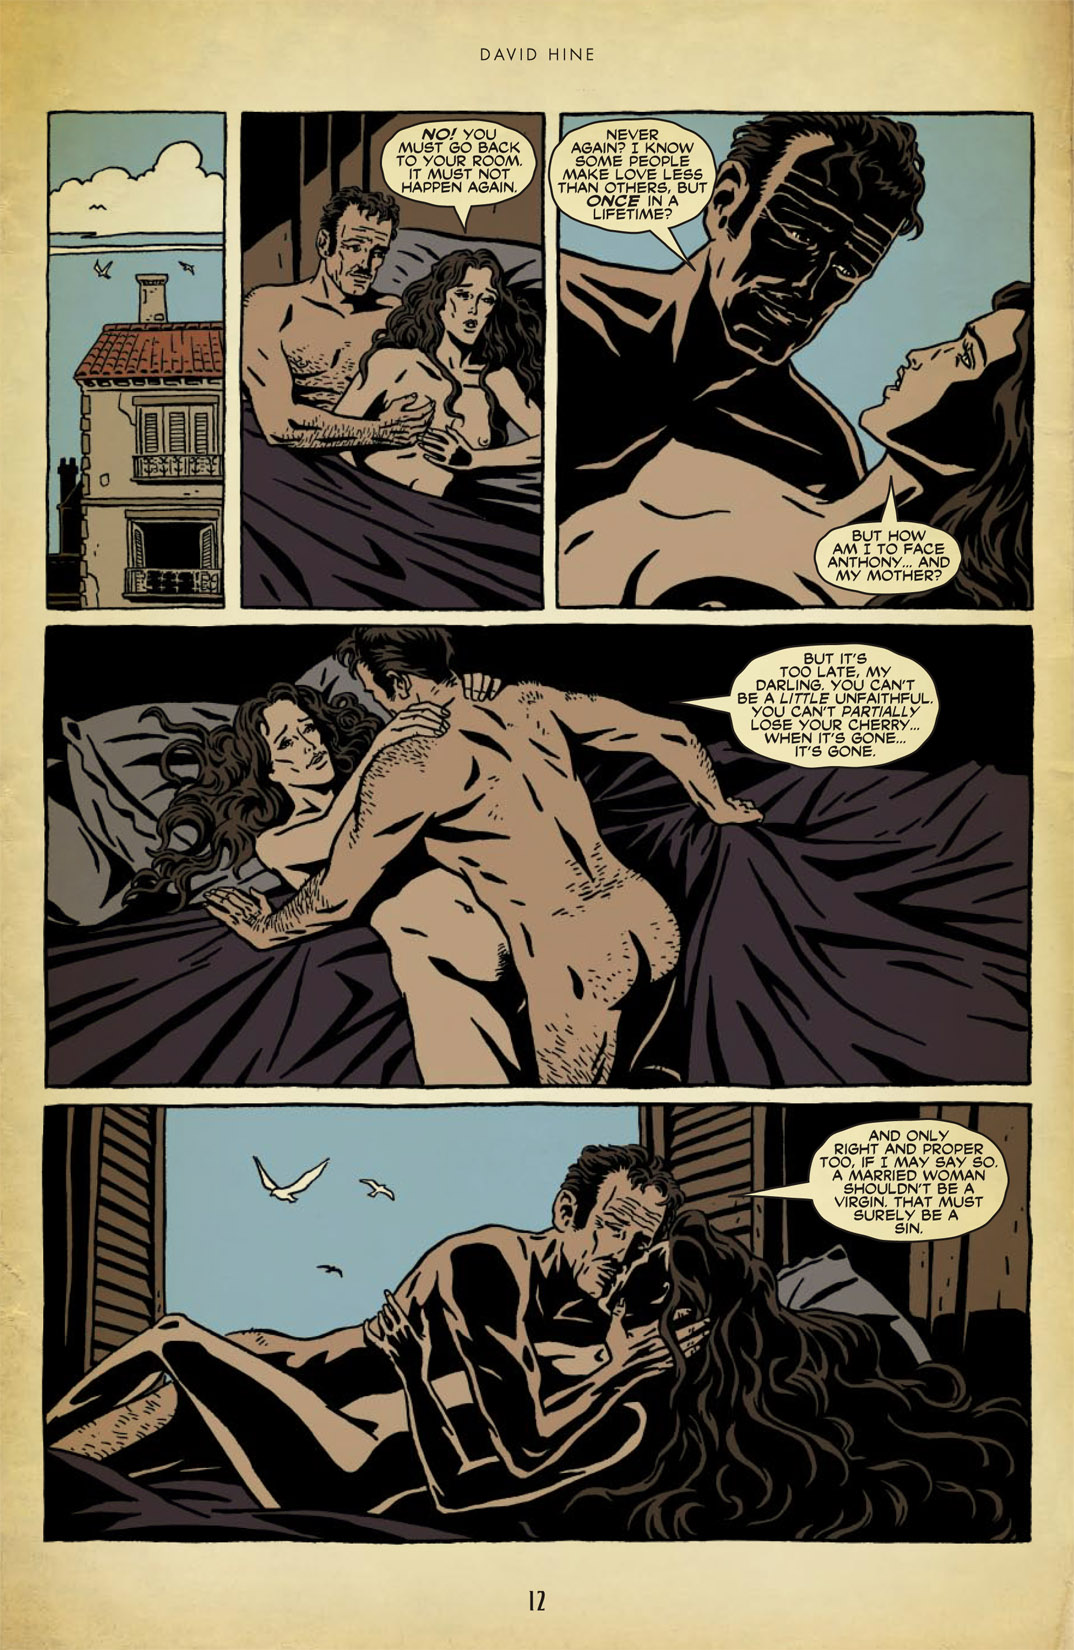 DAVID HINE
NO! YOU
MUST GO BACK
TO YOUR ROOM.
IT MUST NOT
HAPPEN AGAIN.
NEVER
AGAIN? I KNOW
SOME PEOPLE
MAKE LOVE LESS
THAN OTHERS, BUT
ONCE IN A
LIFETIME?
BUT HOW
AM I TO FACE
ANTHONY... AND
MY MOTHER?
BUT IT'S
TOO LATE, MY
DARLING. YOU CAN'T
BE A LITTLE UNFAITHFUL.
YOU CAN'T PARTIALLY
LOSE YOUR CHERRY...
WHEN IT'S GONE...
IT'S GONE.
AND ONLY
RIGHT AND PROPER
TOO, IF I MAY SAY SO.
A MARRIED WOMAN
SHOULDN'T BE A
VIRGIN. THAT MUST
SURELY BE A
SIN.
12